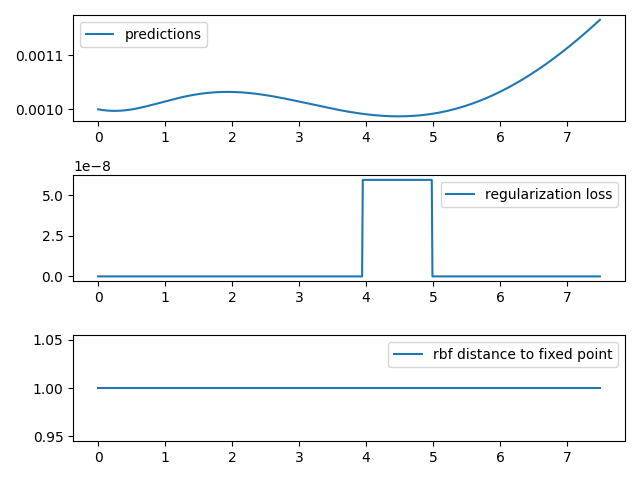 predictions
0.0011
0.0010
0 1 2 3 4 5 6 7
1e−8
regularization loss
5.0
2.5
0.0
0 1 2 3 4 5 6 7
1.05
rbf distance to fixed point
1.00
0.95
0 1 2 3 4 5 6 7